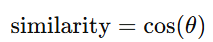 similarity = cos(θ)